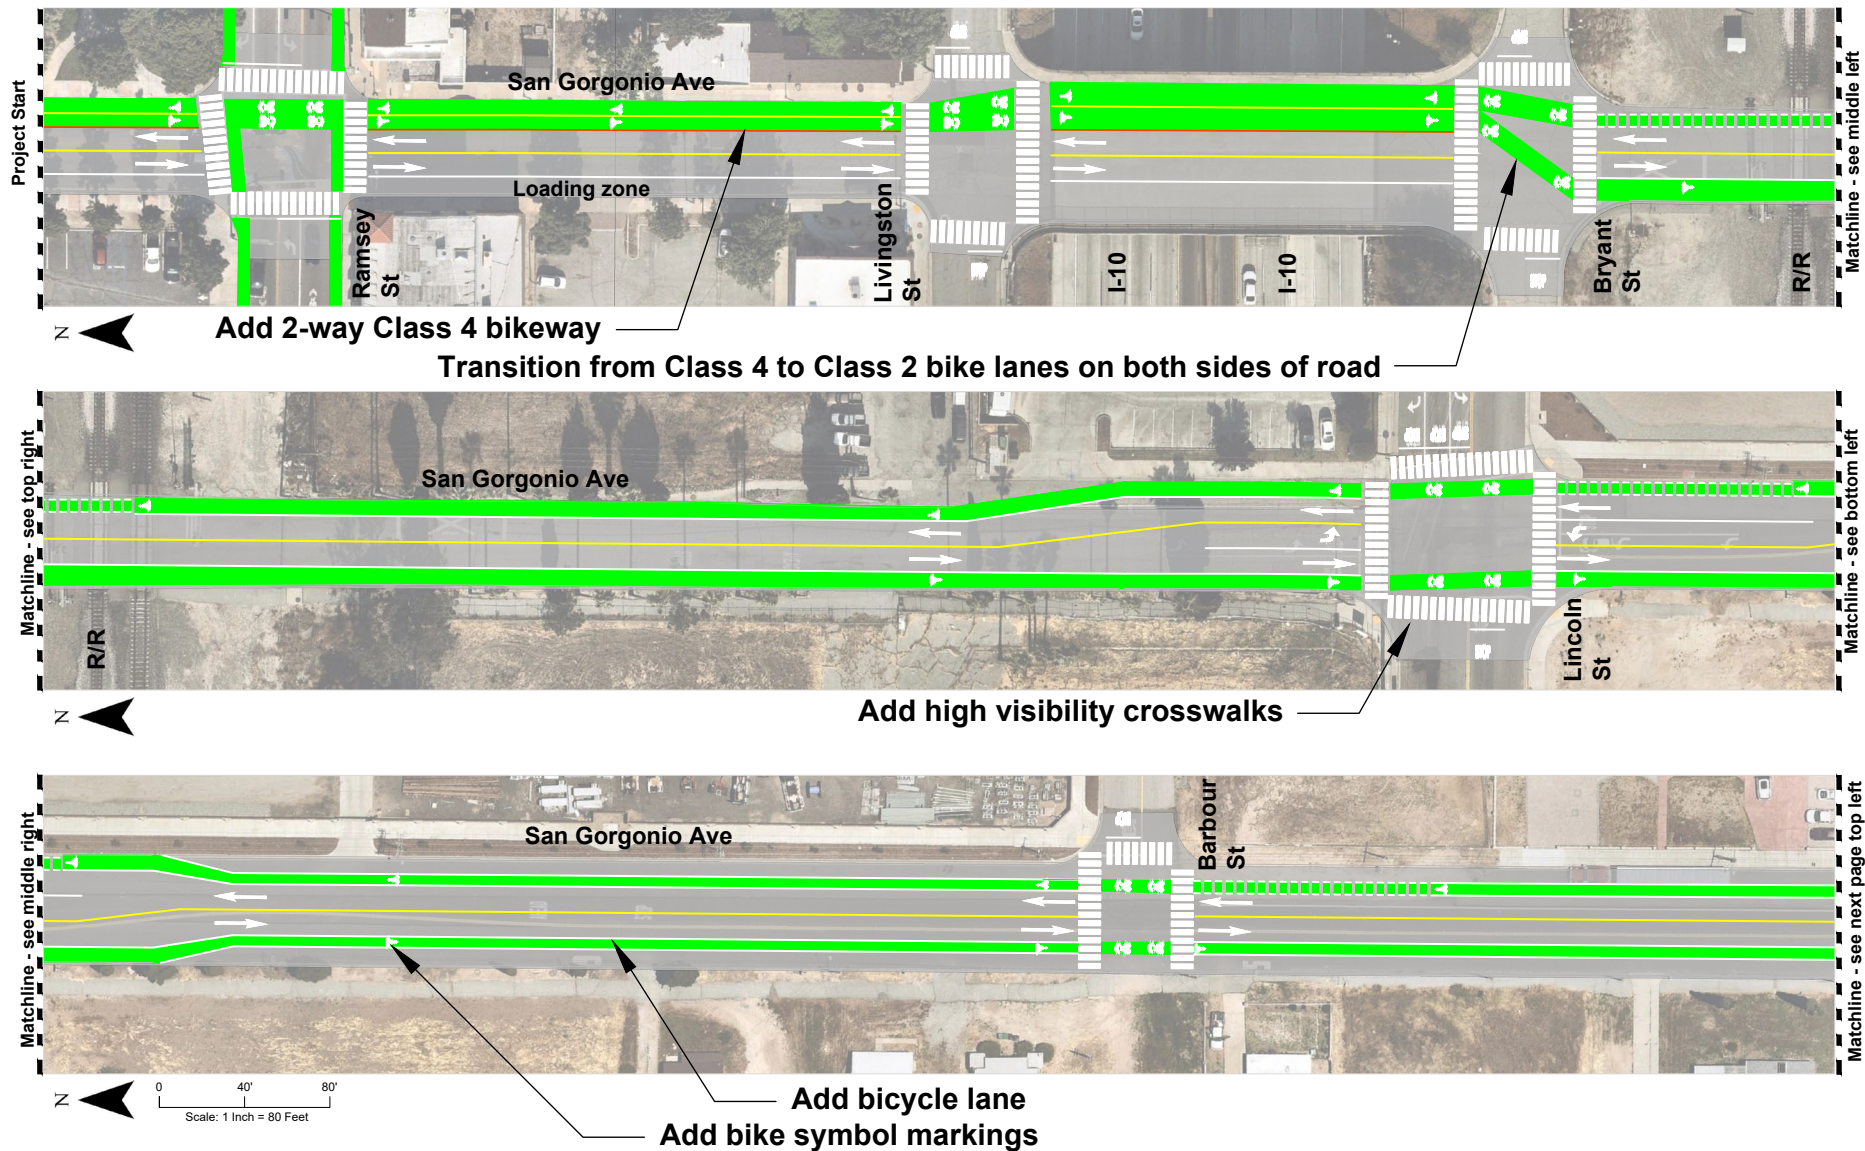 Project Start
San Gorgonio Ave
Loading zone
Ramsey
St
Livingston
St
I-10
I-10
Bryant
St
R/R
Matchline - see middle left
N
Add 2-way Class 4 bikeway
Transition from Class 4 to Class 2 bike lanes on both sides of road
Matchline - see top right
R/R
San Gorgonio Ave
Lincoln
St
Matchline - see bottom left
N
Add high visibility crosswalks
Matchline - see middle right
San Gorgonio Ave
Barbour
St
Matchline - see next page top left
N
0 40' 80'
Scale: 1 Inch = 80 Feet
Add bicycle lane
Add bike symbol markings